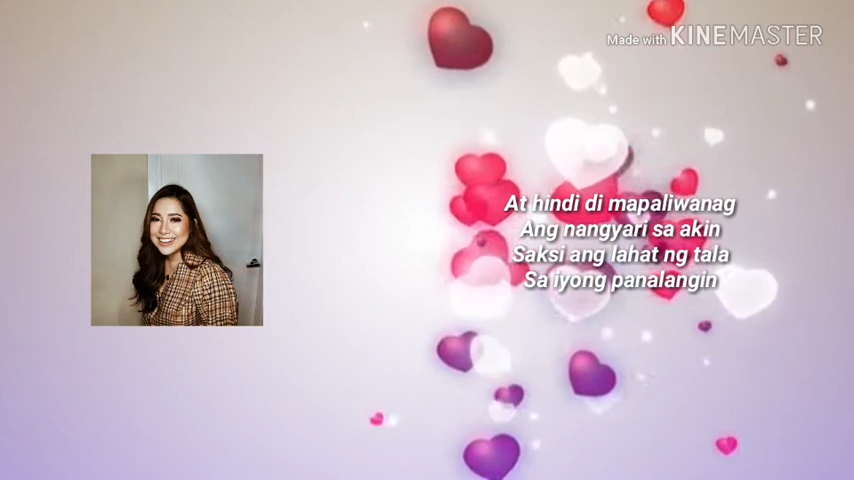 Made with KINEMASTER
At hindi di mapaliwanag
Ang nangyari sa akin
Saksi ang lahat ng tala
Sa iyong panalangin